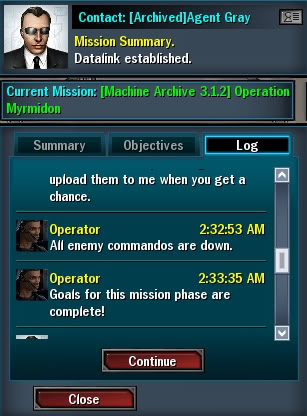 Contact: [Archived]Agent Gray
Mission Summary.
Datalink established.
Current Mission: [Machine Archive 3.1.2] Operation
Myrmidon
Summary Objectives Log
upload them to me when you get a
chance.
Operator 2:32:53 AM
All enemy commandos are down.
Operator 2:33:35 AM
Goals for this mission phase are
complete!
Continue
Close